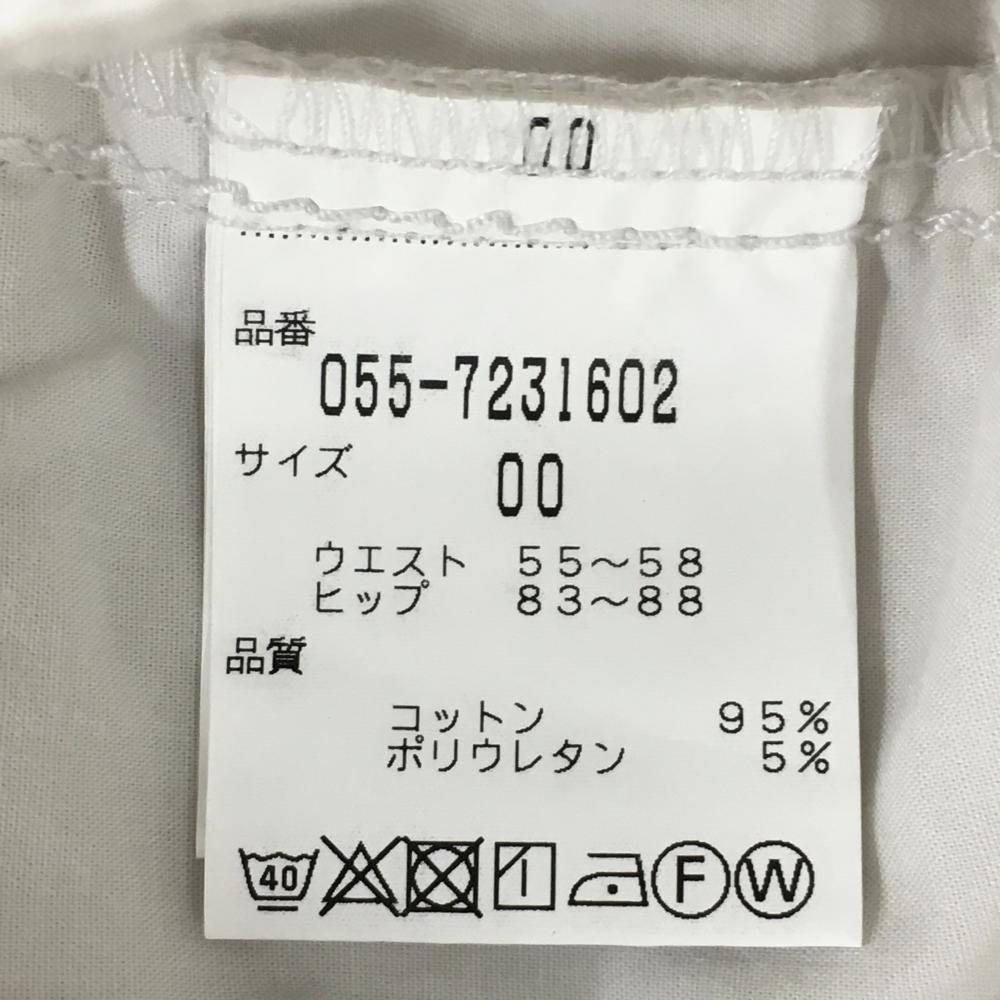 00
品番
055-7231602
サイズ
00
ウエスト 55～58
ヒップ 83～88
品質
コットン 95%
ポリウレタン 5%
40 F W